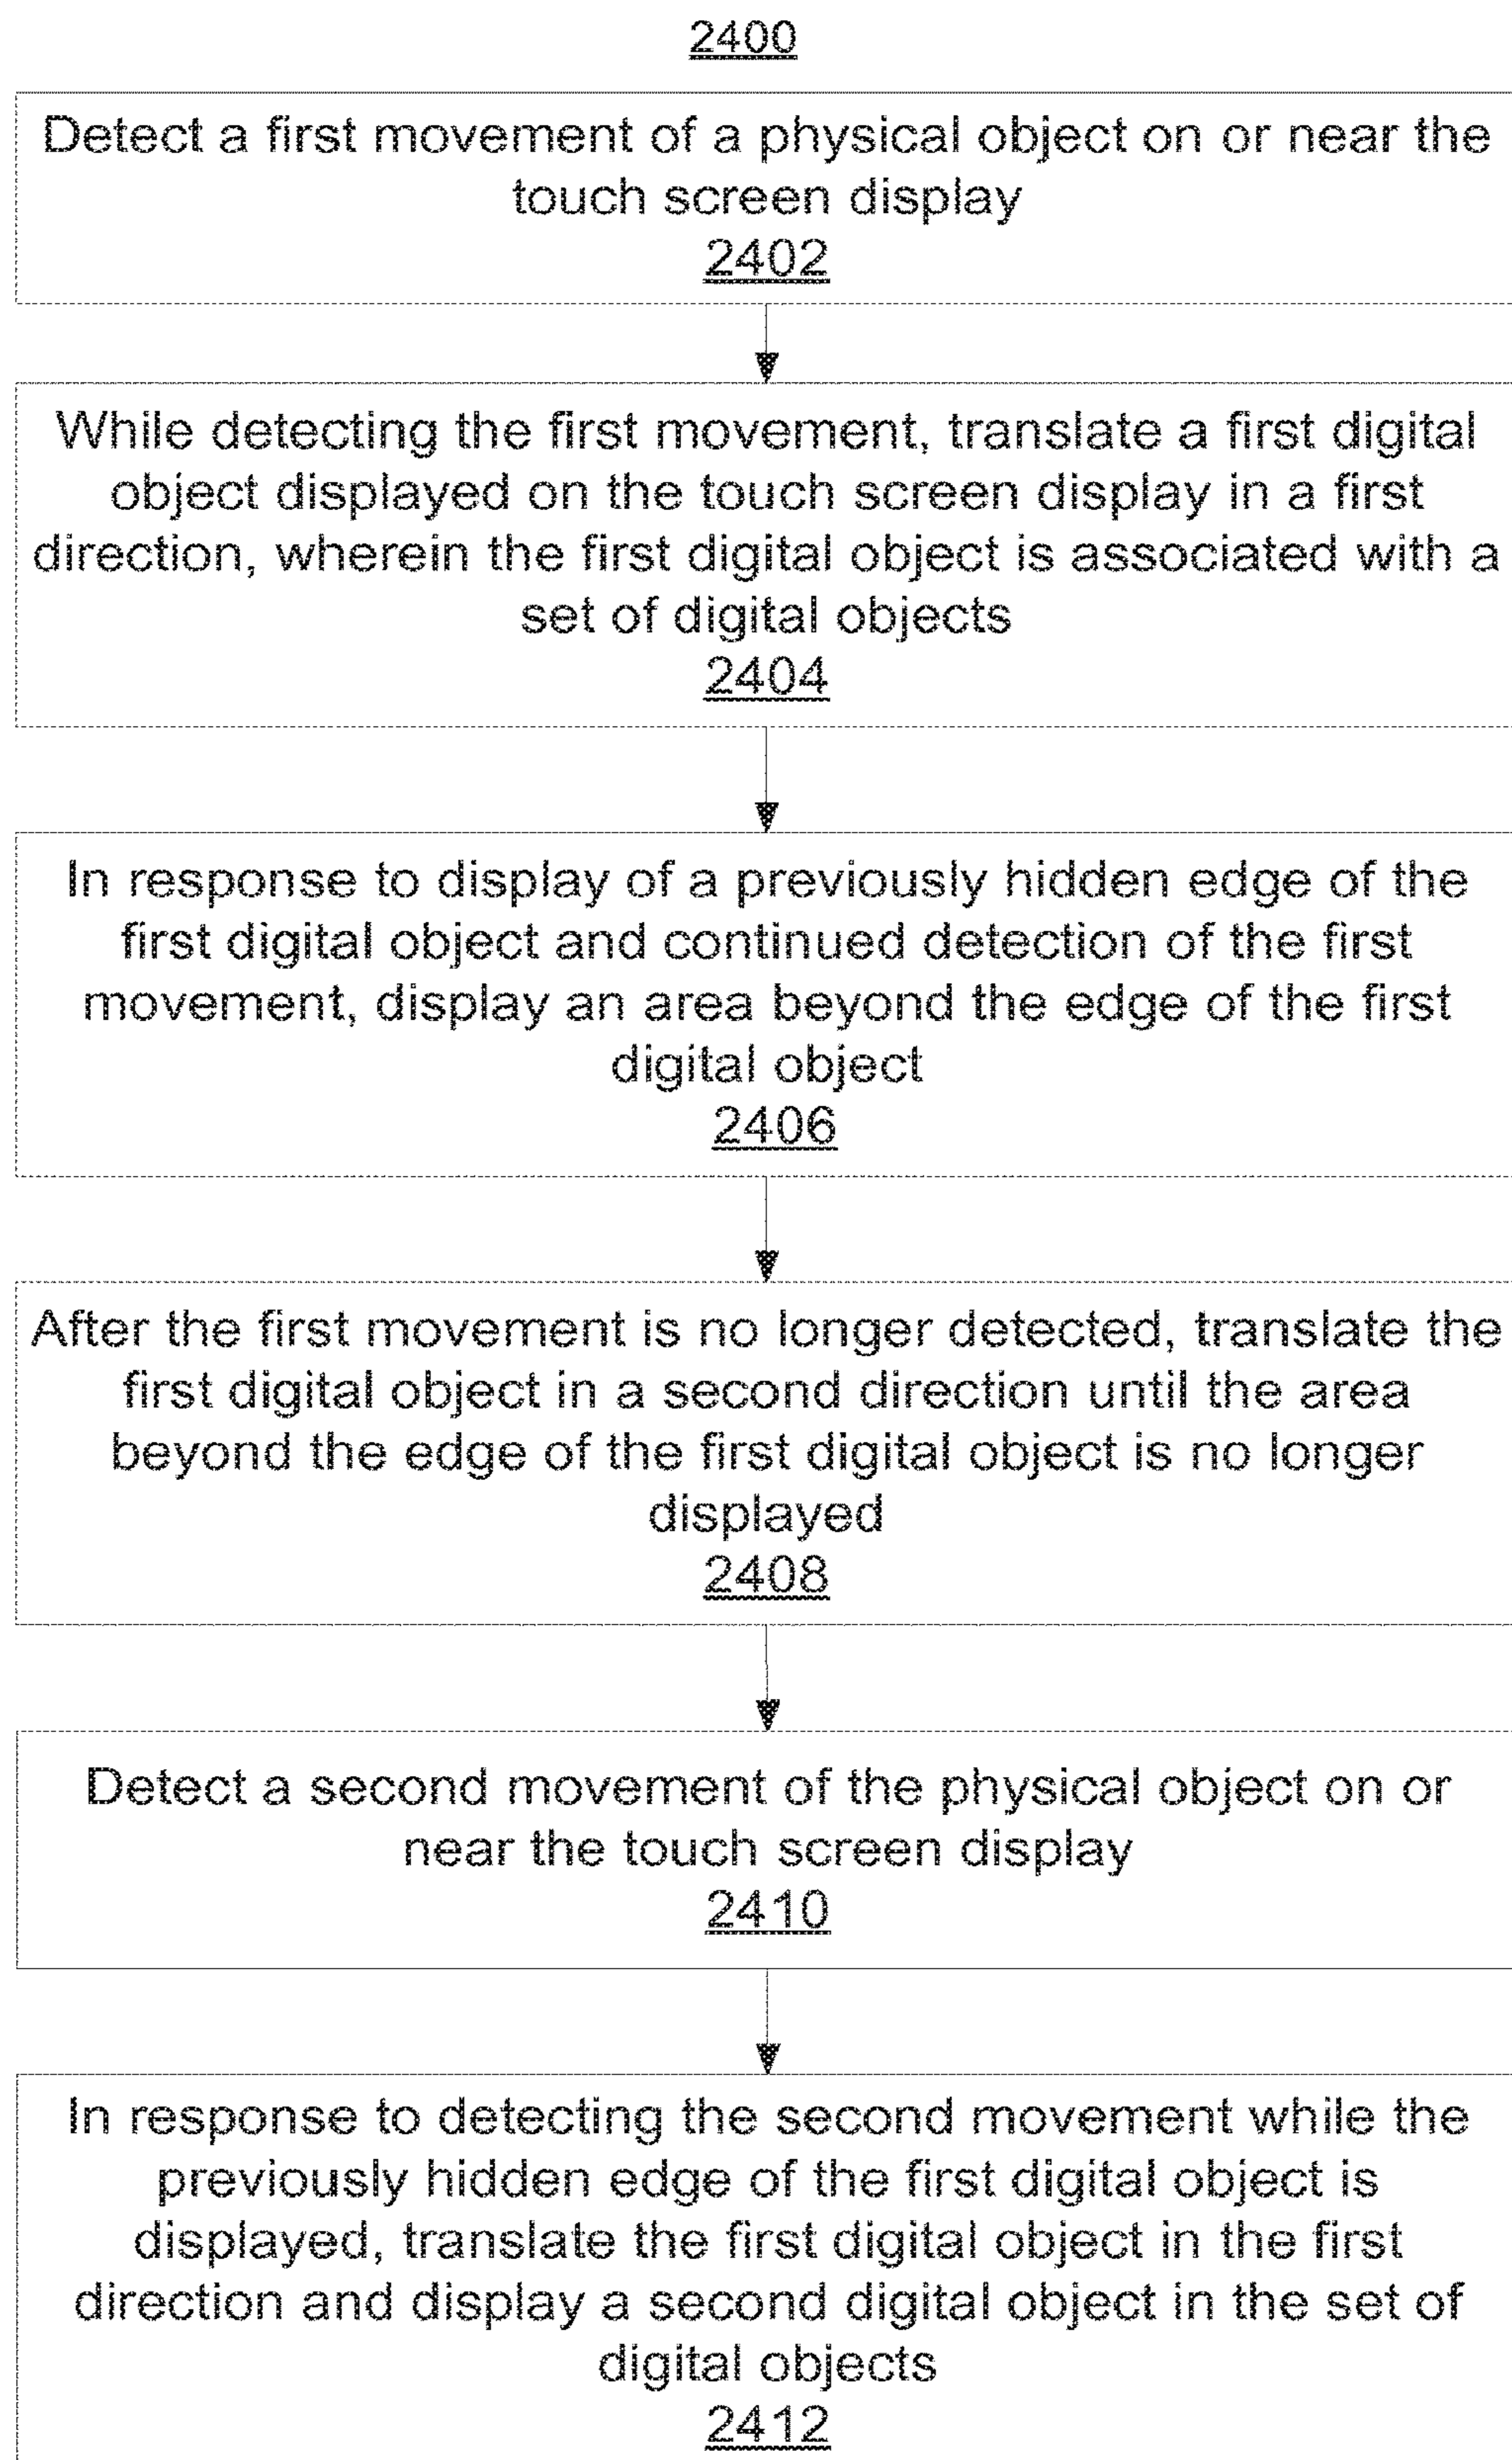 2400
Detect a first movement of a physical object on or near the
touch screen display
2402
While detecting the first movement, translate a first digital
object displayed on the touch screen display in a first
direction, wherein the first digital object is associated with a
set of digital objects
2404
In response to display of a previously hidden edge of the
first digital object and continued detection of the first
movement, display an area beyond the edge of the first
digital object
2406
After the first movement is no longer detected, translate the
first digital object in a second direction until the area
beyond the edge of the first digital object is no longer
displayed
2408
Detect a second movement of the physical object on or
near the touch screen display
2410
In response to detecting the second movement while the
previously hidden edge of the first digital object is
displayed, translate the first digital object in the first
direction and display a second digital object in the set of
digital objects
2412